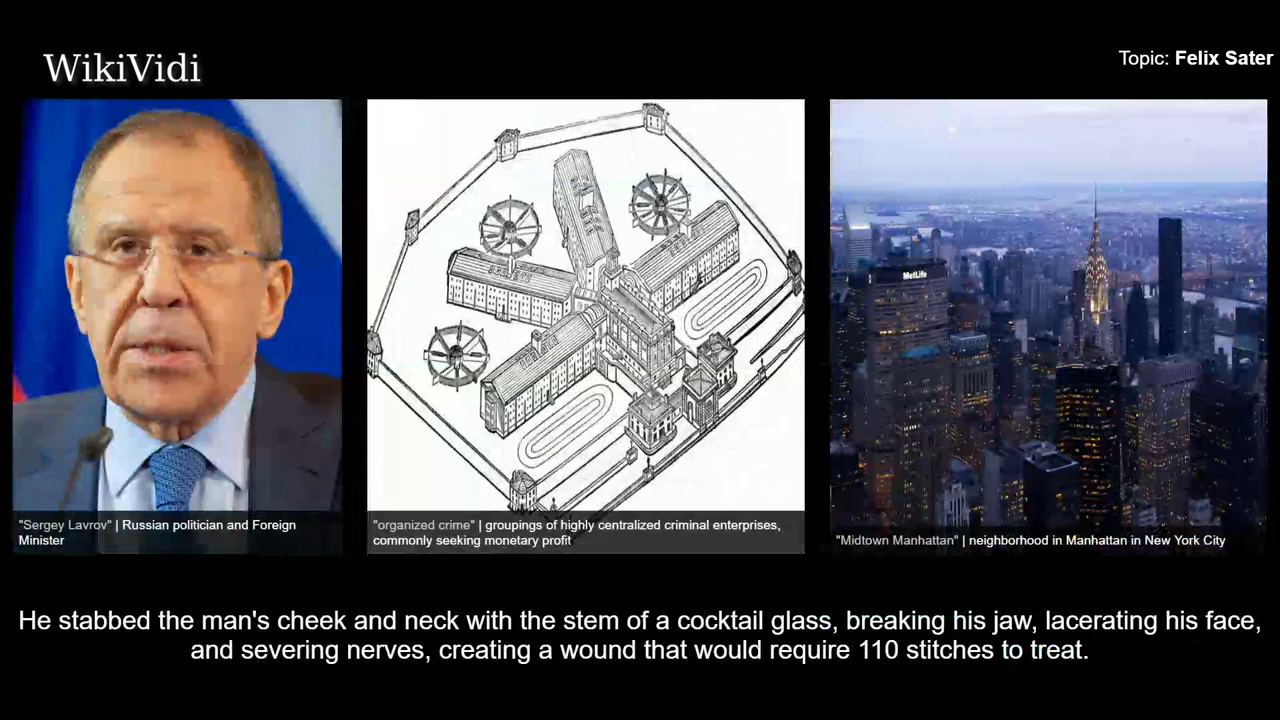 WikiVidi
Topic: Felix Sater
MetLife
"Sergey Lavrov" | Russian politician and Foreign
Minister
"organized crime" | groupings of highly centralized criminal enterprises,
commonly seeking monetary profit
"Midtown Manhattan" | neighborhood in Manhattan in New York City
He stabbed the man's cheek and neck with the stem of a cocktail glass, breaking his jaw, lacerating his face,
and severing nerves, creating a wound that would require 110 stitches to treat.